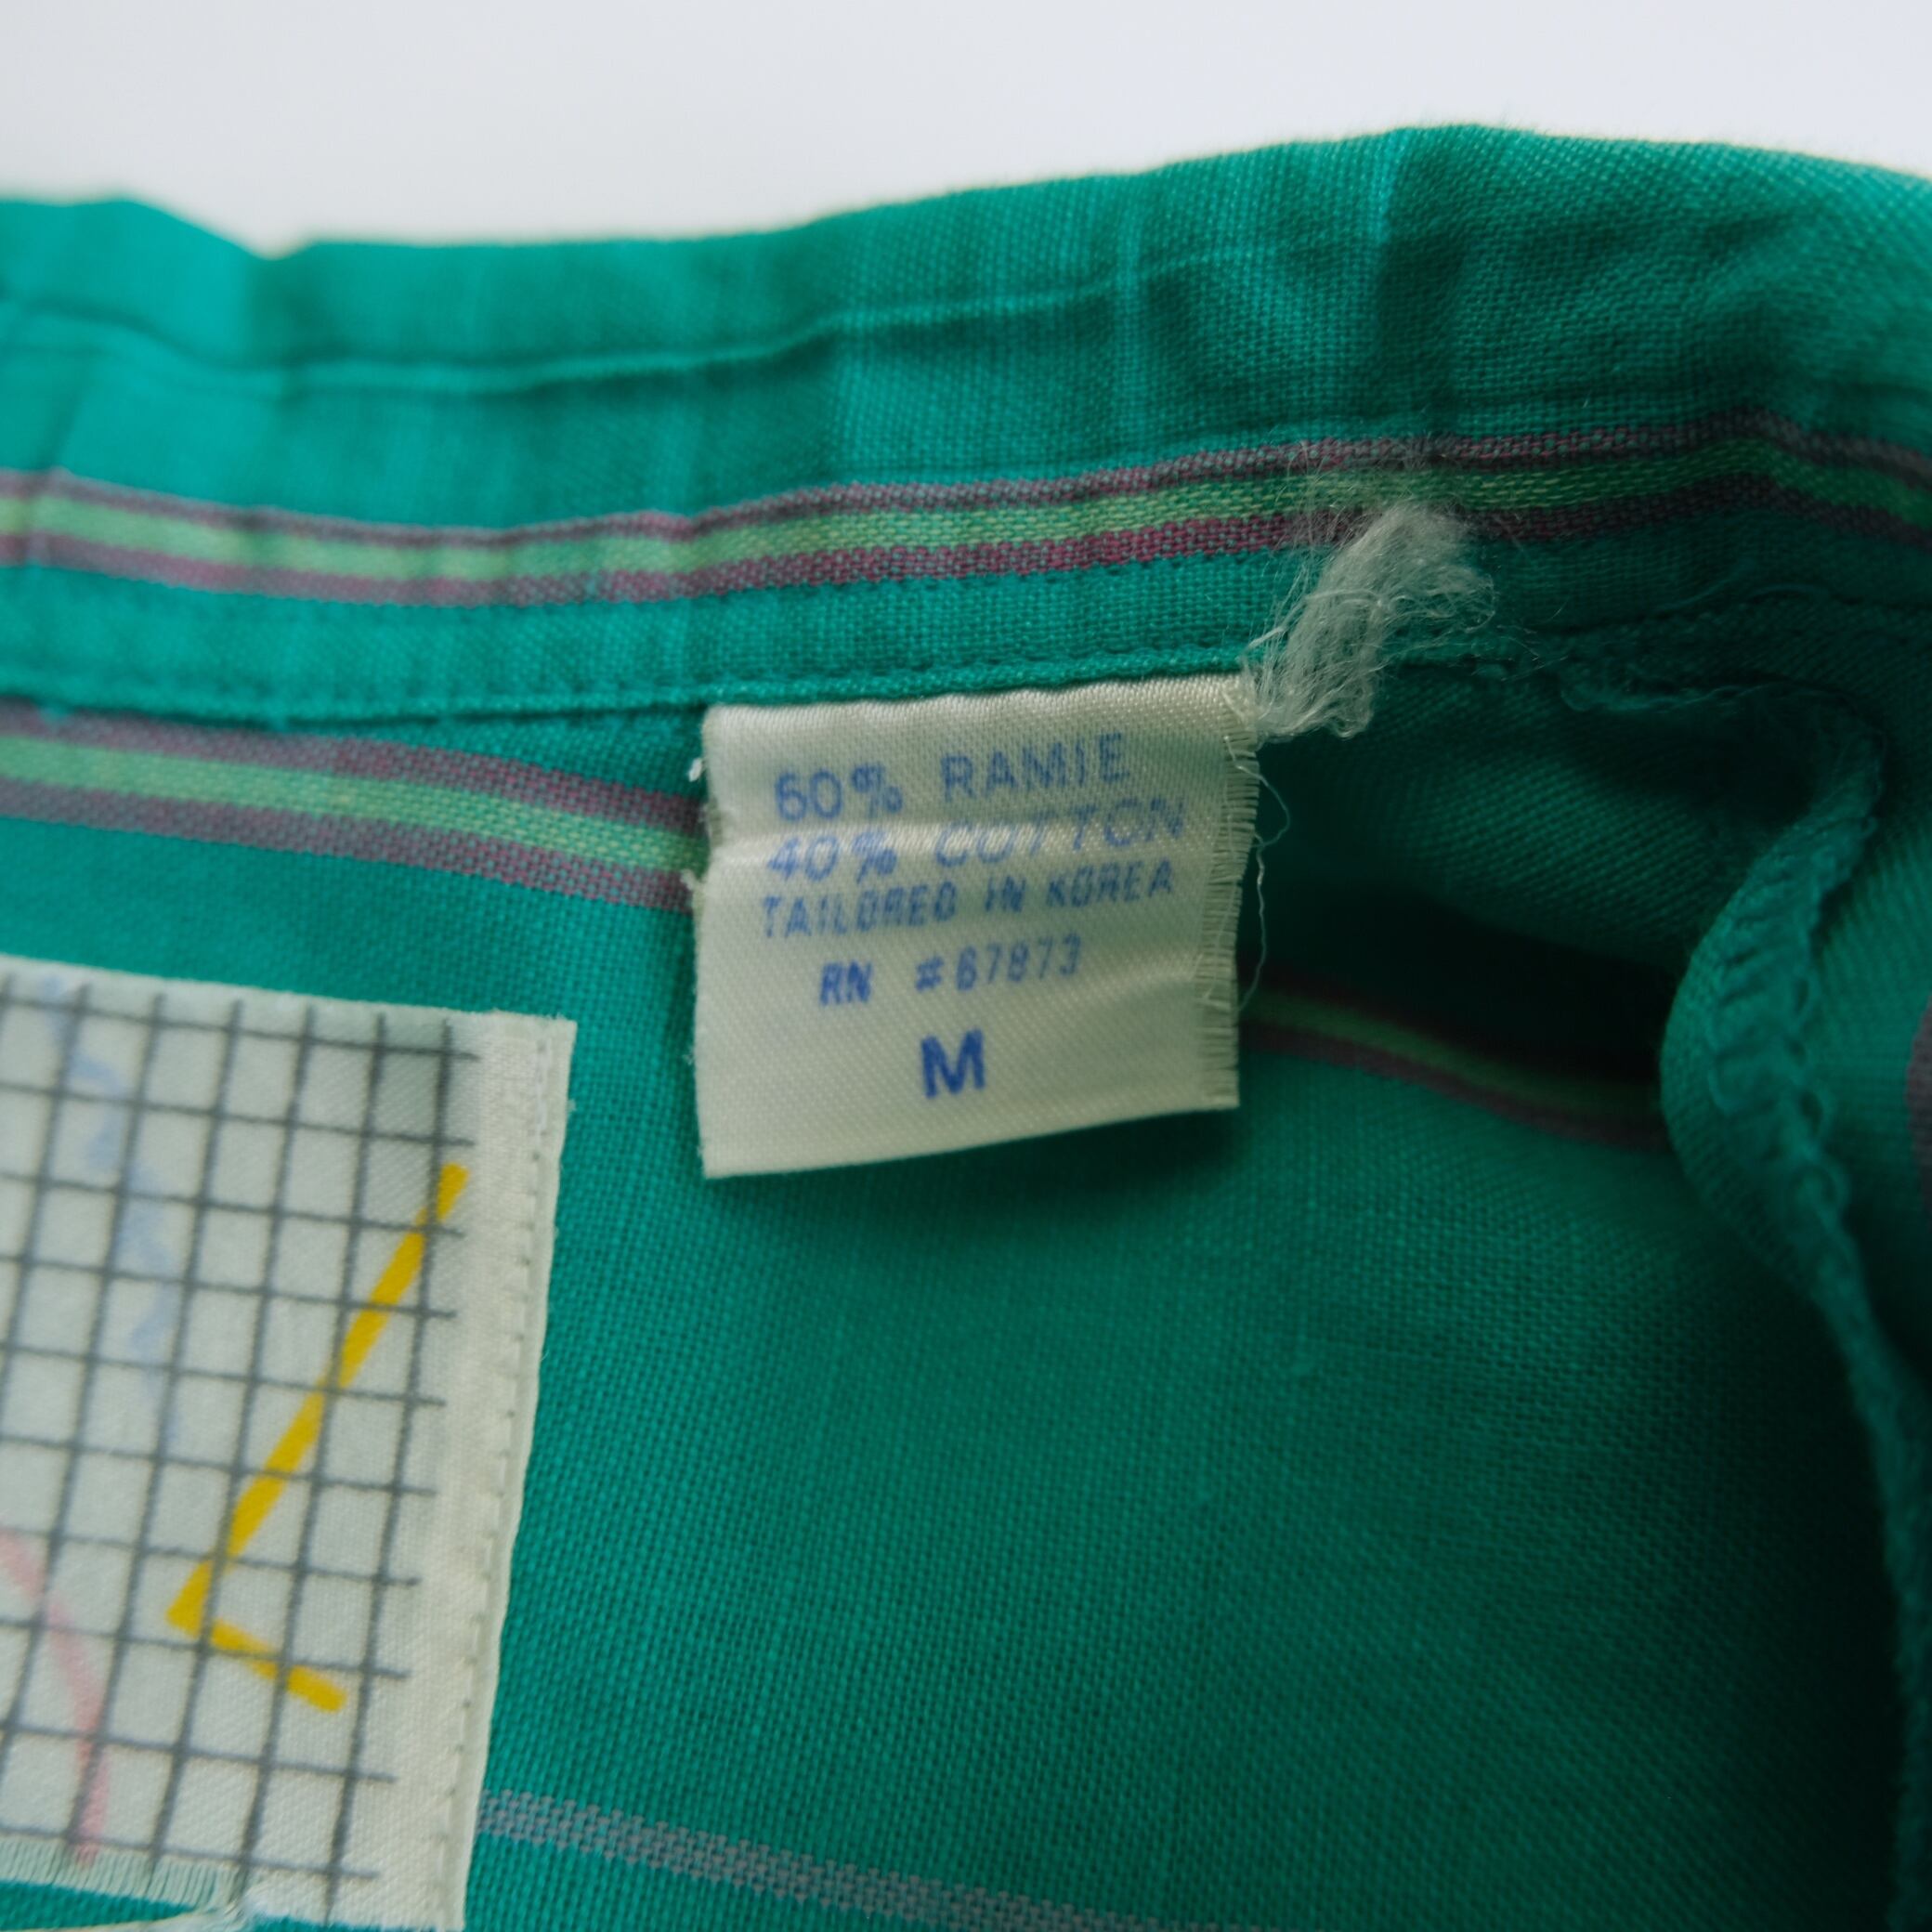 60% RAMIE
40% COTTON
TAILORED IN KOREA
RN #67873
M